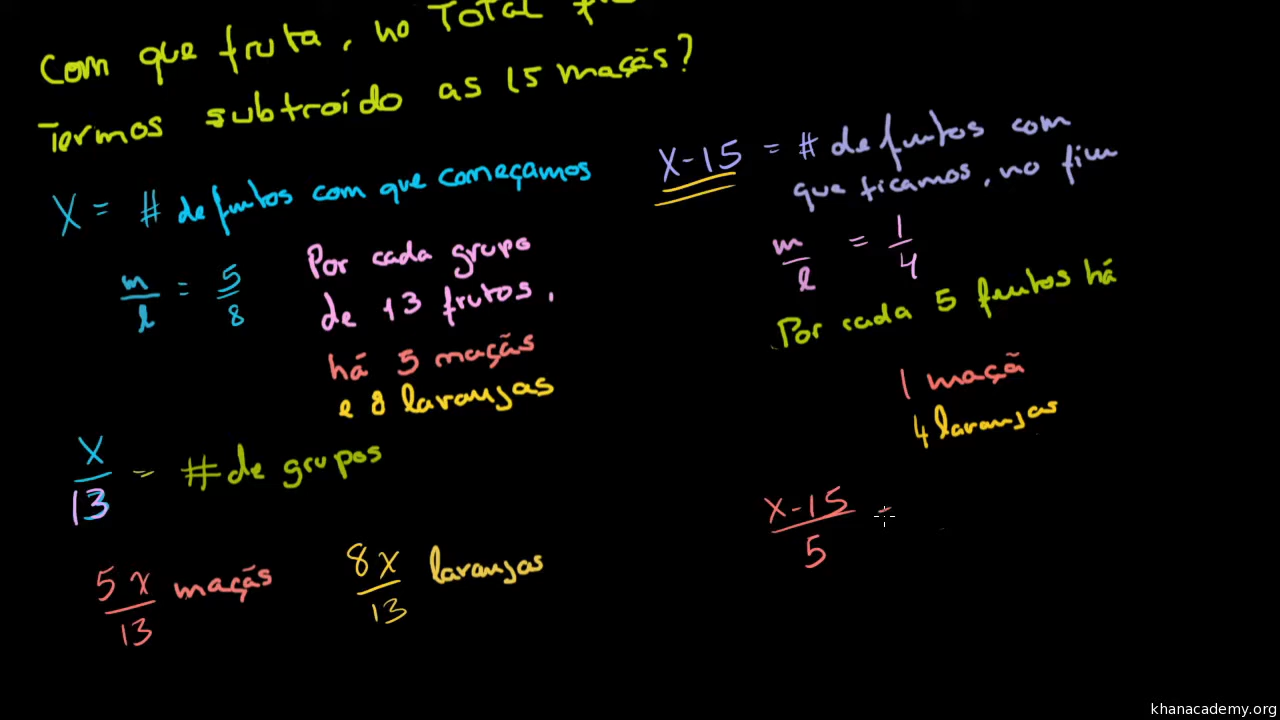 Com que fruta, no Total
Termos subtraído as 15 maçãs?
X = # de frutos com que começamos
m/l = 5/8
Por cada grupo
de 13 frutos,
há 5 maçãs
e 8 laranjas
X/13 = # de grupos
5x/13 maçãs
8x/13 laranjas
X-15 = # de frutos com
que ficamos, no fim
m/l = 1/4
Por cada 5 frutos há
1 maçã
4 laranjas
x-15/5 =
khanacademy.org